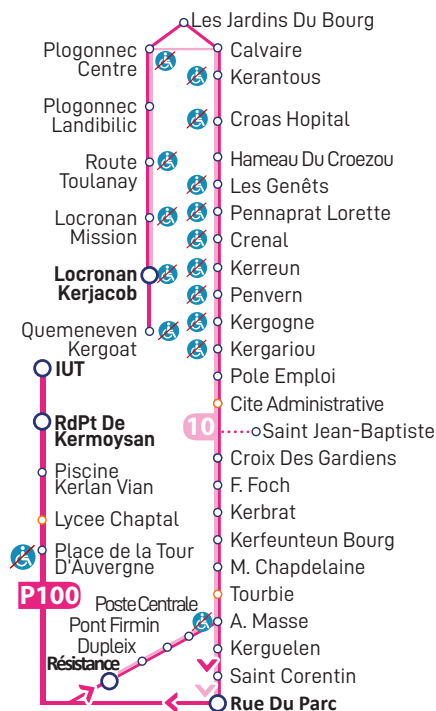 Les Jardins Du Bourg
Plogonnec
Centre
Plogonnec
Landibilic
Route
Toulanay
Locronan
Mission
Locronan
Kerjacob
Quemeneven
Kergoat
Calvaire
Kerantous
Croas Hopital
Hameau Du Croezou
Les Genêts
Pennaprat Lorette
Crenal
Kerreun
Penvern
Kergogne
Kergariou
Pole Emploi
Cite Administrative
10
Saint Jean-Baptiste
Croix Des Gardiens
F. Foch
Kerbrat
Kerfeunteun Bourg
M. Chapdelaine
Tourbie
A. Masse
Kerguelen
Saint Corentin
Rue Du Parc
IUT
RdPt De
Kermoysan
Piscine
Kerlan Vian
Lycee Chaptal
Place de la Tour
D'Auvergne
P100
Poste Centrale
Pont Firmin
Dupleix
Résistance